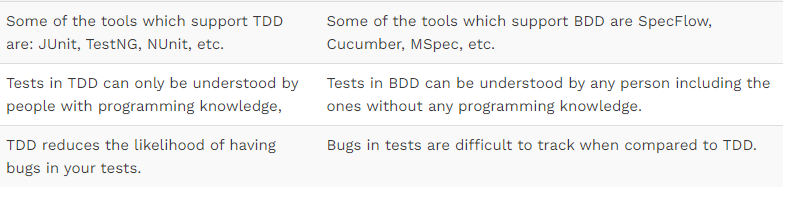 Some of the tools which support TDD
are: JUnit, TestNG, NUnit, etc.
Some of the tools which support BDD are SpecFlow,
Cucumber, MSpec, etc.
Tests in TDD can only be understood by
people with programming knowledge,
Tests in BDD can be understood by any person including the
ones without any programming knowledge.
TDD reduces the likelihood of having
bugs in your tests.
Bugs in tests are difficult to track when compared to TDD.